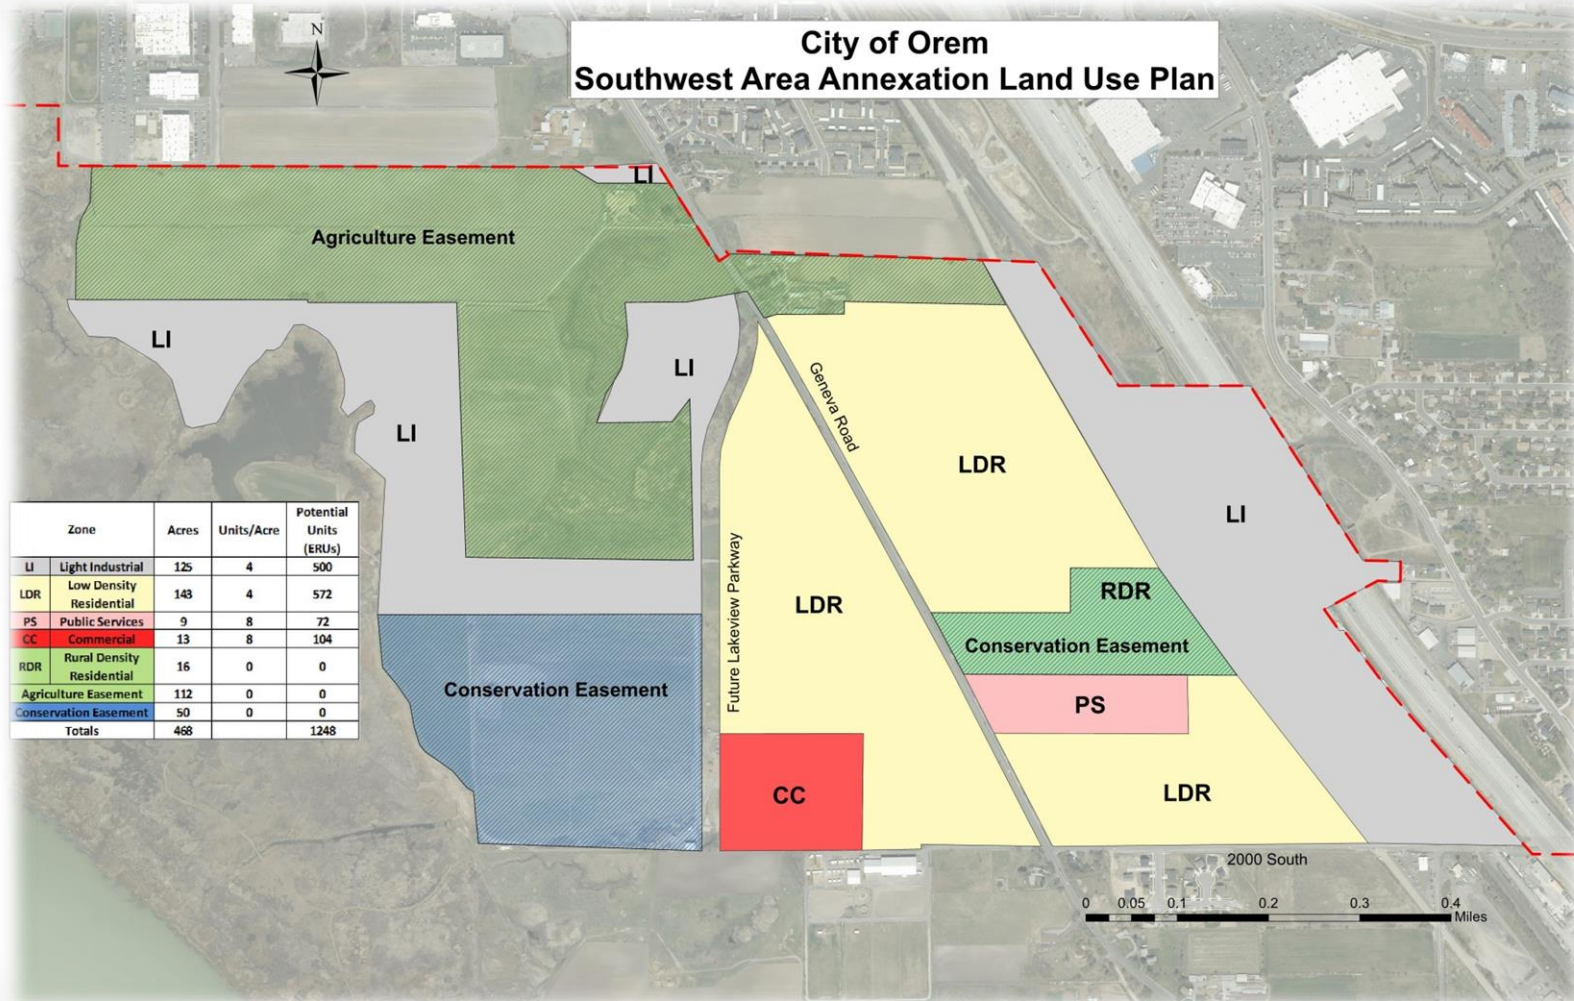 City of Orem
Southwest Area Annexation Land Use Plan
N
LI
Agriculture Easement
LI
LI
Geneva Road
LI
LDR
LI
Zone Acres Units/Acre Potential Units (ERUs)
LI Light Industrial 125 4 500
LDR Low Density Residential 143 4 572
PS Public Services 9 8 72
CC Commercial 13 8 104
RDR Rural Density Residential 16 0 0
Agriculture Easement 112 0 0
Conservation Easement 50 0 0
Totals 468 1248
Future Lakeview Parkway
LDR
RDR
Conservation Easement
Conservation Easement
PS
CC
LDR
2000 South
0 0.05 0.1 0.2 0.3 0.4
Miles